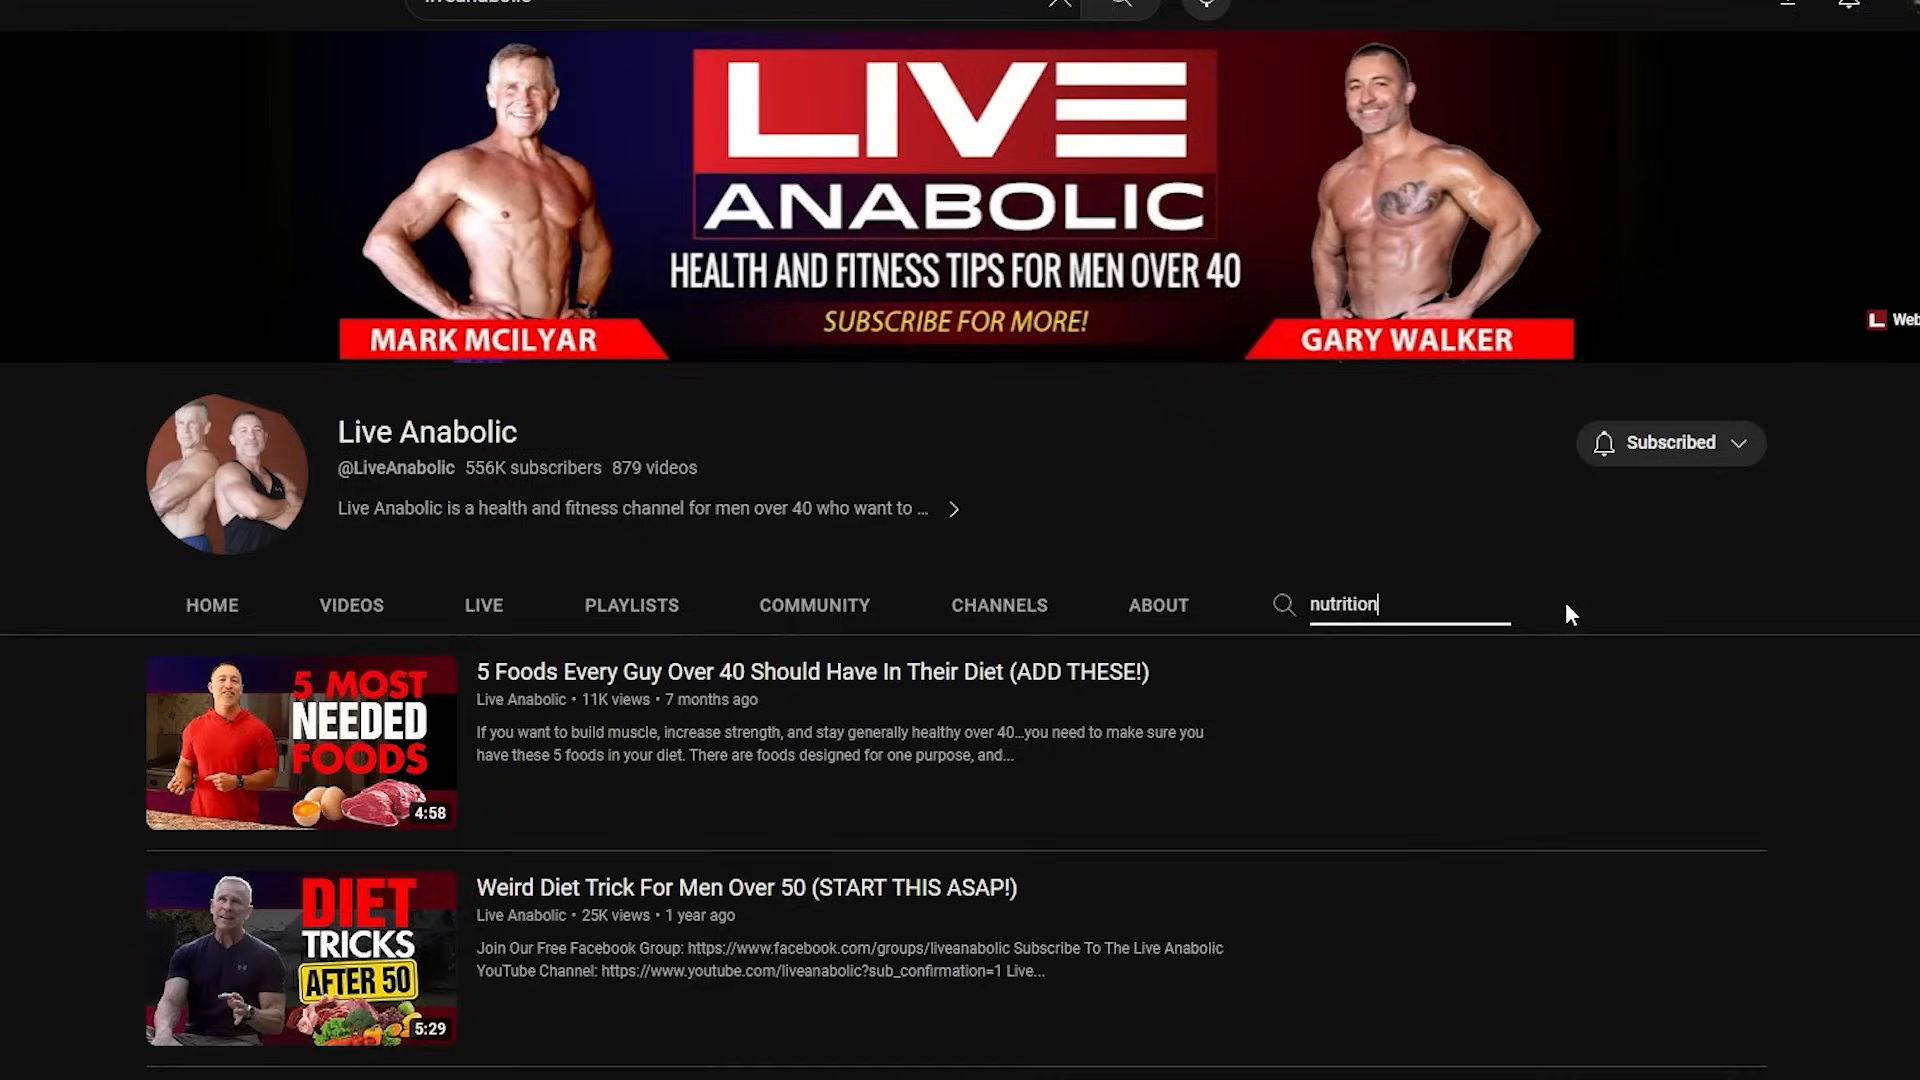 LIVE
ANABOLIC
HEALTH AND FITNESS TIPS FOR MEN OVER 40
SUBSCRIBE FOR MORE!
MARK MCILYAR
GARY WALKER
L Web
Live Anabolic
@LiveAnabolic 556K subscribers 879 videos
Live Anabolic is a health and fitness channel for men over 40 who want to ...
Subscribed
HOME VIDEOS LIVE PLAYLISTS COMMUNITY CHANNELS ABOUT nutrition
5 MOST
NEEDED
FOODS
4:58
5 Foods Every Guy Over 40 Should Have In Their Diet (ADD THESE!)
Live Anabolic • 11K views • 7 months ago
If you want to build muscle, increase strength, and stay generally healthy over 40...you need to make sure you
have these 5 foods in your diet. There are foods designed for one purpose, and...
DIET
TRICKS
AFTER 50
5:29
Weird Diet Trick For Men Over 50 (START THIS ASAP!)
Live Anabolic • 25K views • 1 year ago
Join Our Free Facebook Group: https://www.facebook.com/groups/liveanabolic Subscribe To The Live Anabolic
YouTube Channel: https://www.youtube.com/liveanabolic?sub_confirmation=1 Live...